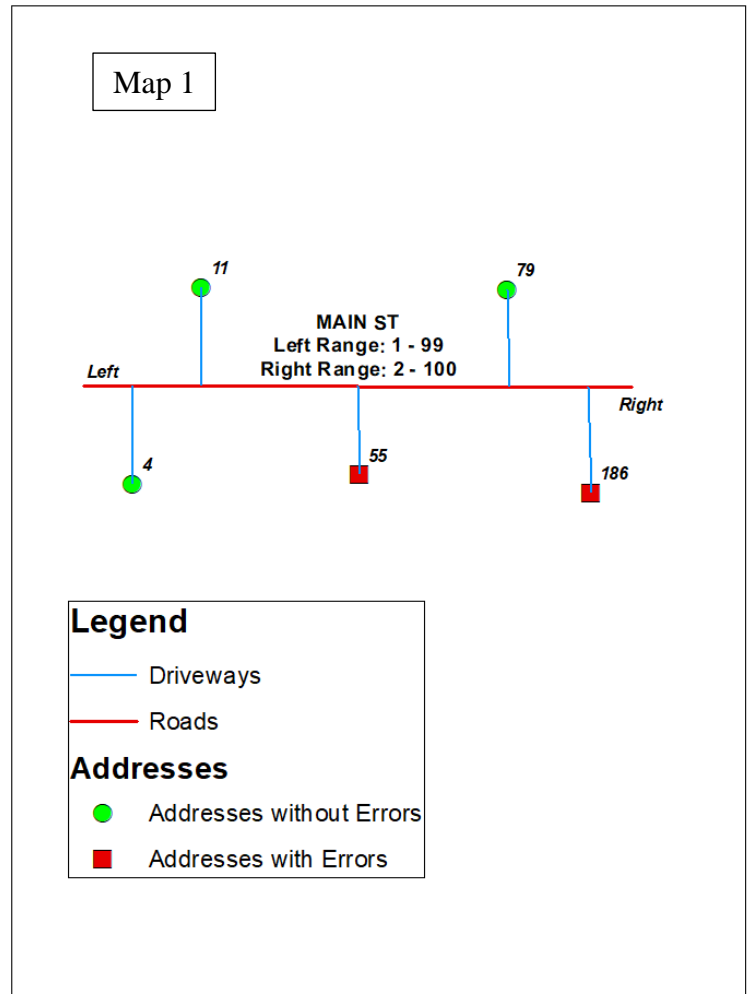 Map 1
11
79
MAIN ST
Left Range: 1 - 99
Right Range: 2 - 100
Left
Right
4
55
186
Legend
Driveways
Roads
Addresses
Addresses without Errors
Addresses with Errors